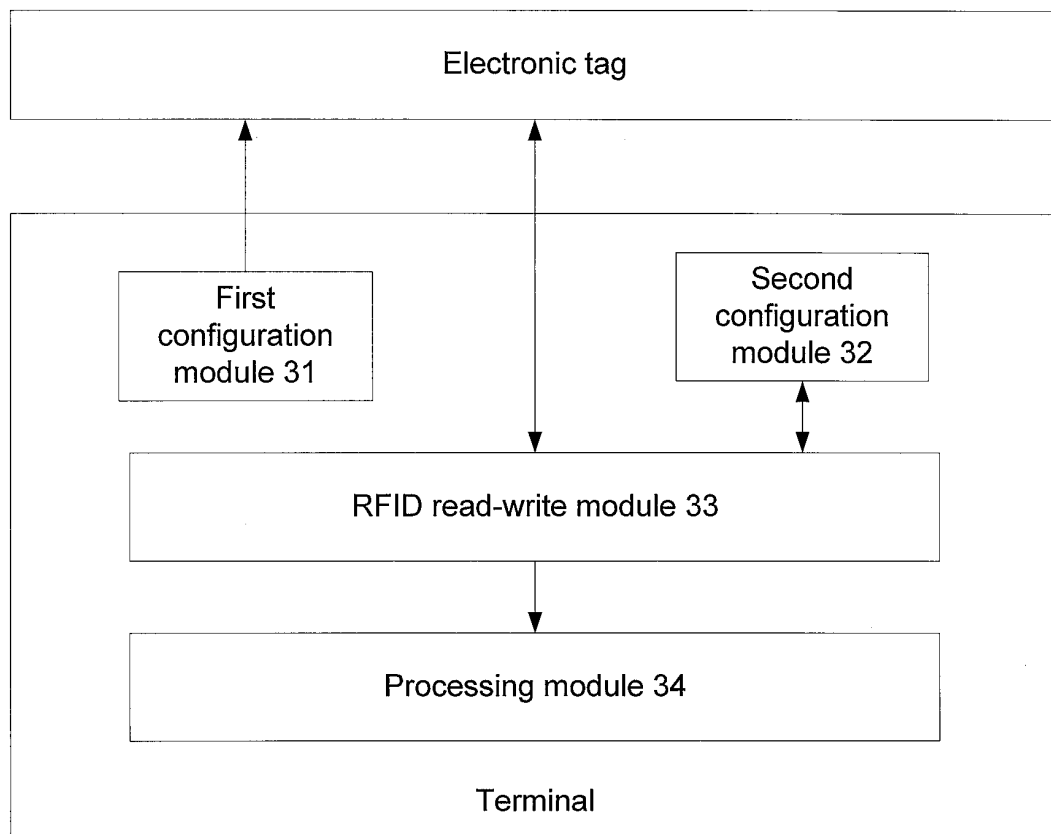 Electronic tag
First
configuration
module 31
Second
configuration
module 32
RFID read-write module 33
Processing module 34
Terminal